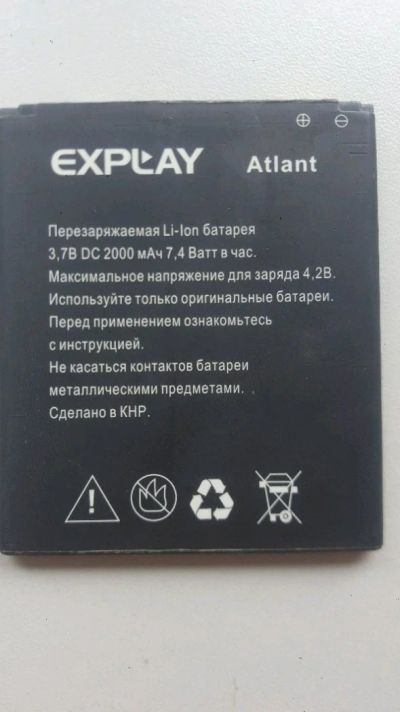 ⊕ ⊖
EXPLAY Atlant
Перезаряжаемая Li-Ion батарея
3,7В DC 2000 мАч 7,4 Ватт в час.
Максимальное напряжение для заряда 4,2В.
Используйте только оригинальные батареи.
Перед применением ознакомьтесь
с инструкцией.
Не касаться контактов батареи
металлическими предметами.
Сделано в КНР.